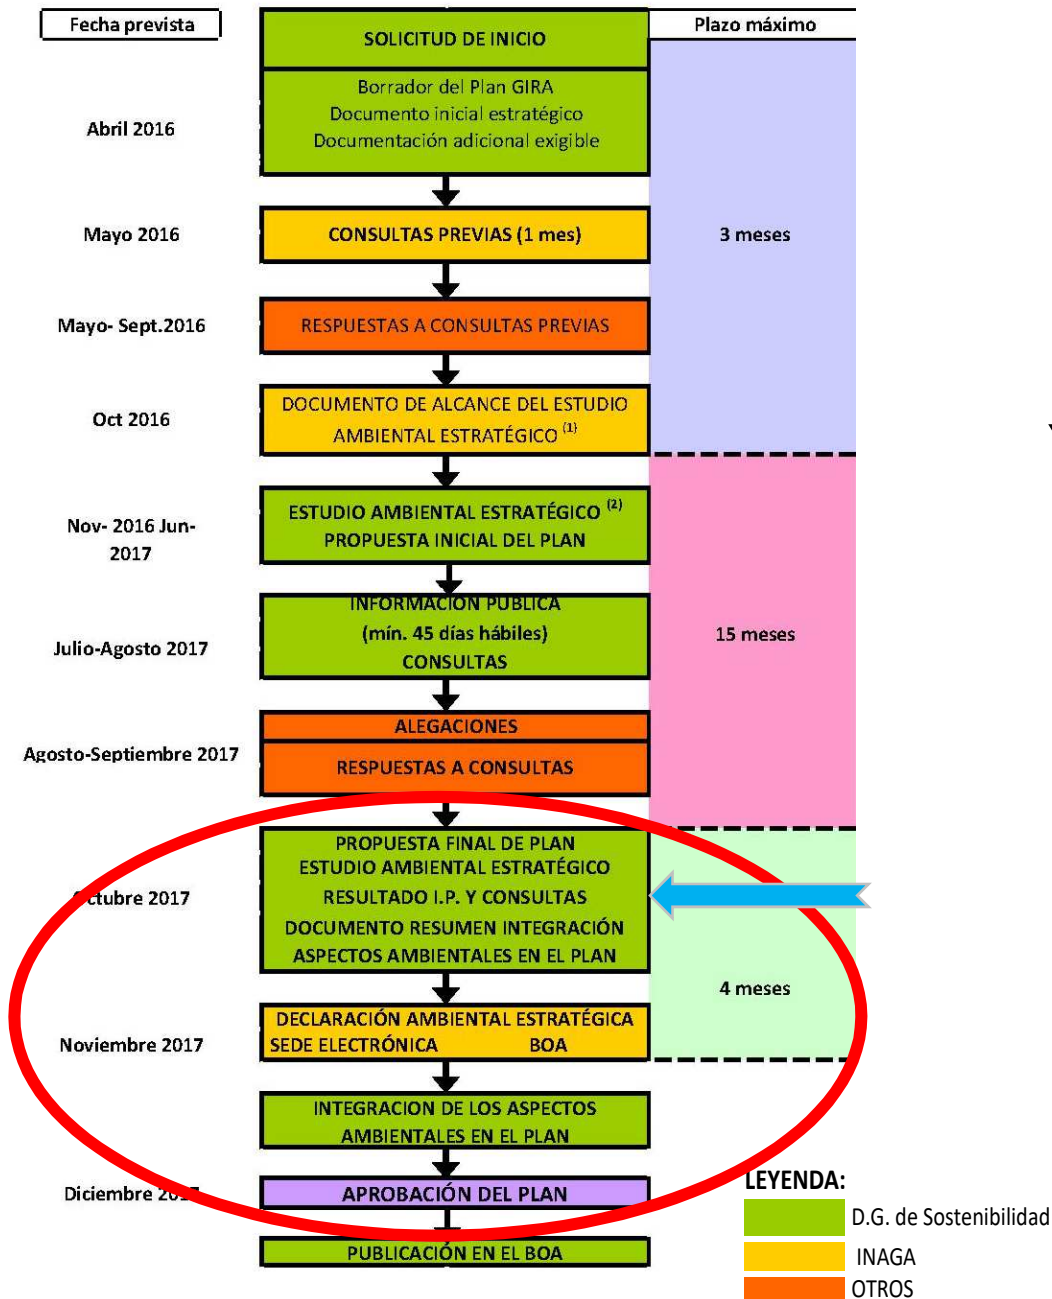 Fecha prevista
SOLICITUD DE INICIO
Plazo máximo
Abril 2016
Borrador del Plan GIRA
Documento inicial estratégico
Documentación adicional exigible
Mayo 2016
CONSULTAS PREVIAS (1 mes)
3 meses
Mayo- Sept.2016
RESPUESTAS A CONSULTAS PREVIAS
Oct 2016
DOCUMENTO DE ALCANCE DEL ESTUDIO
AMBIENTAL ESTRATÉGICO (1)
Nov- 2016 Jun-
2017
ESTUDIO AMBIENTAL ESTRATÉGICO (2)
PROPUESTA INICIAL DEL PLAN
Julio-Agosto 2017
INFORMACION PUBLICA
(mín. 45 días hábiles)
CONSULTAS
15 meses
Agosto-Septiembre 2017
ALEGACIONES
RESPUESTAS A CONSULTAS
Octubre 2017
PROPUESTA FINAL DE PLAN
ESTUDIO AMBIENTAL ESTRATÉGICO
RESULTADO I.P. Y CONSULTAS
DOCUMENTO RESUMEN INTEGRACIÓN
ASPECTOS AMBIENTALES EN EL PLAN
4 meses
Noviembre 2017
DECLARACIÓN AMBIENTAL ESTRATÉGICA
SEDE ELECTRÓNICA BOA
INTEGRACION DE LOS ASPECTOS
AMBIENTALES EN EL PLAN
Diciembre 2017
APROBACIÓN DEL PLAN
PUBLICACIÓN EN EL BOA
LEYENDA:
D.G. de Sostenibilidad
INAGA
OTROS